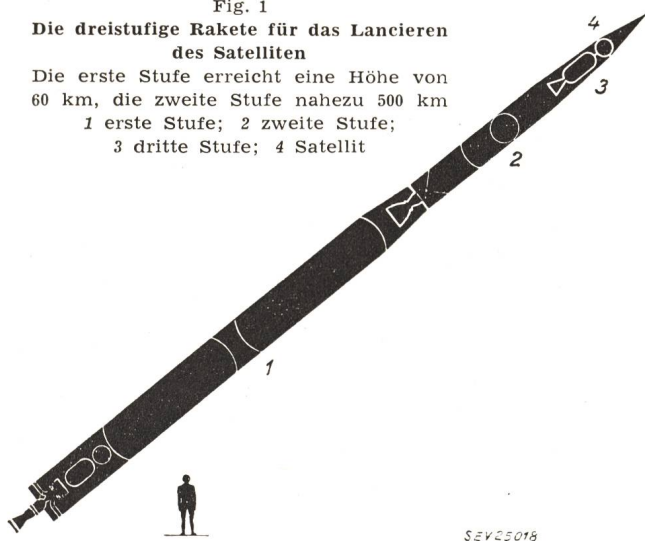 Fig. 1
Die dreistufige Rakete für das Lancieren
des Satelliten
Die erste Stufe erreicht eine Höhe von
60 km, die zweite Stufe nahezu 500 km
1 erste Stufe; 2 zweite Stufe;
3 dritte Stufe; 4 Satellit
4
3
2
1
SEV25018